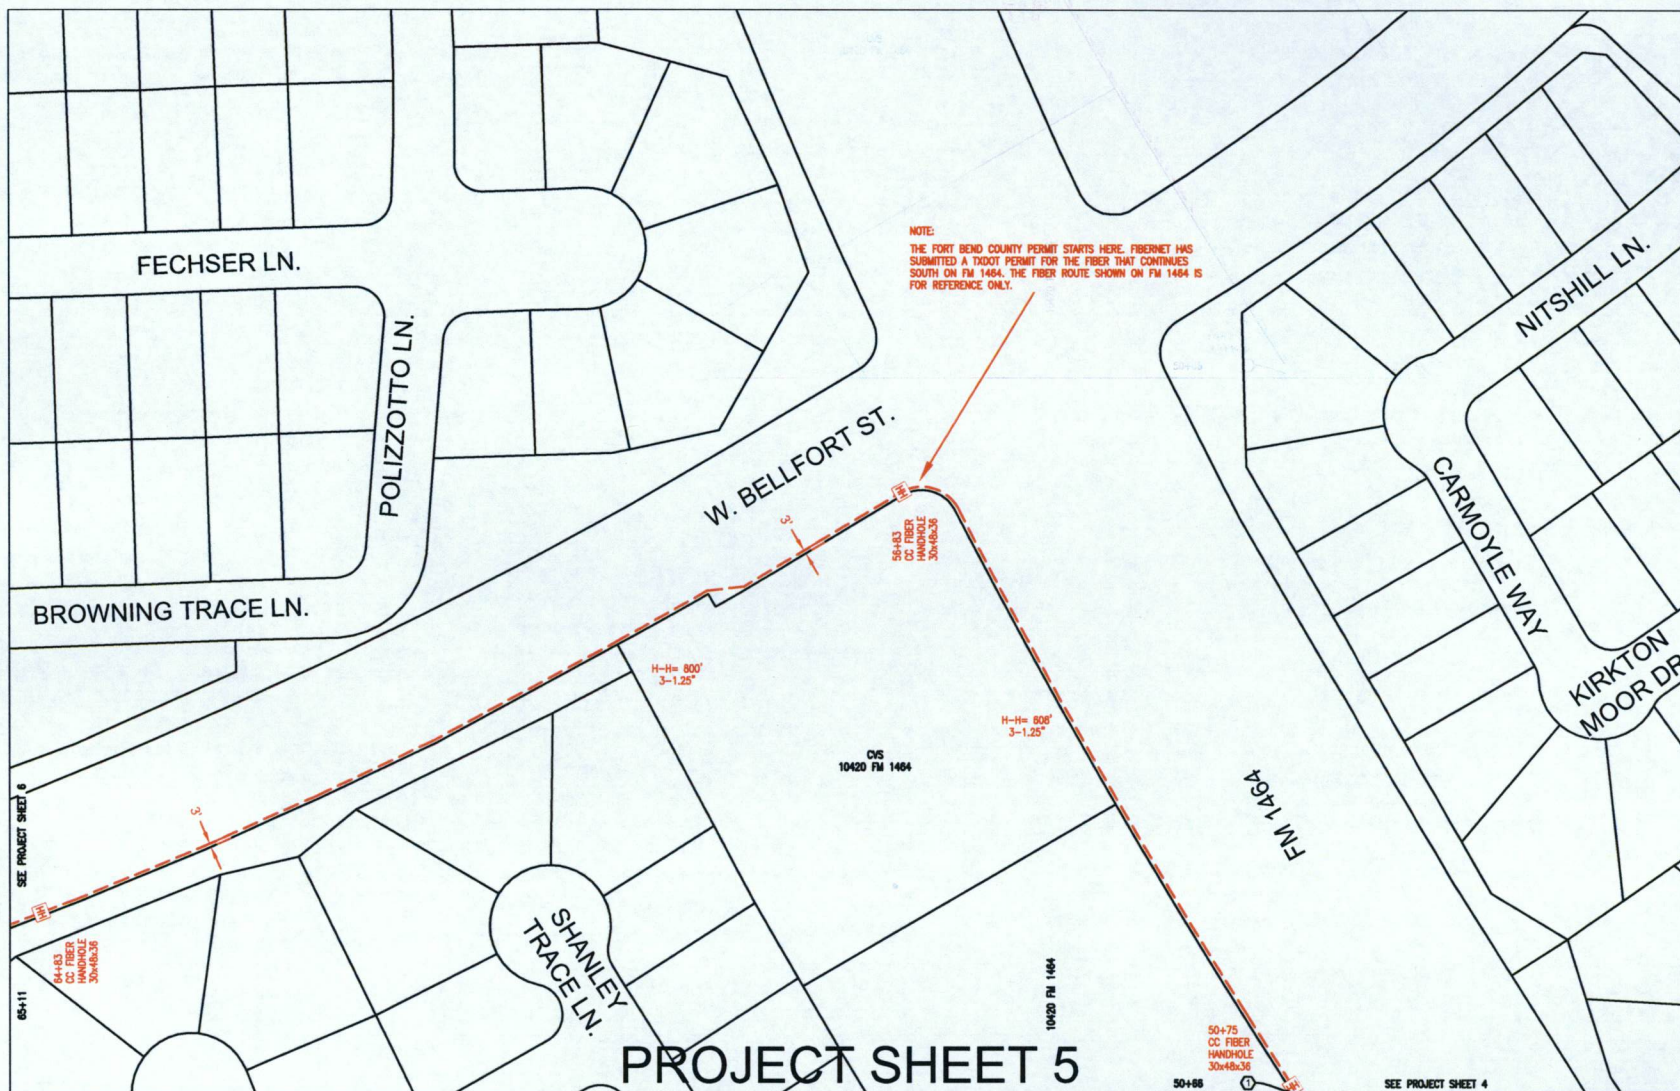 NOTE:
THE FORT BEND COUNTY PERMIT STARTS HERE. FIBERNET HAS
SUBMITTED A TXDOT PERMIT FOR THE FIBER THAT CONTINUES
SOUTH ON FM 1464. THE FIBER ROUTE SHOWN ON FM 1464 IS
FOR REFERENCE ONLY.
FECHSER LN.
NITSHILL LN.
POLIZZOTTO LN.
W. BELLFORT ST.
3'
HH
56+83
CC FIBER
HANDHOLE
30x48x36
CARMOYLE WAY
BROWNING TRACE LN.
KIRKTON
MOOR DR
H-H= 800'
3-1.25"
H-H= 608'
3-1.25"
CVS
10420 FM 1464
FM 1464
SEE PROJECT SHEET 6
3'
HH
64+83
CC FIBER
HANDHOLE
30x48x36
65+11
SHANLEY
TRACE LN.
10420 FM 1464
PROJECT SHEET 5
50+75
CC FIBER
HANDHOLE
30x48x36
50+66
1
HH
SEE PROJECT SHEET 4